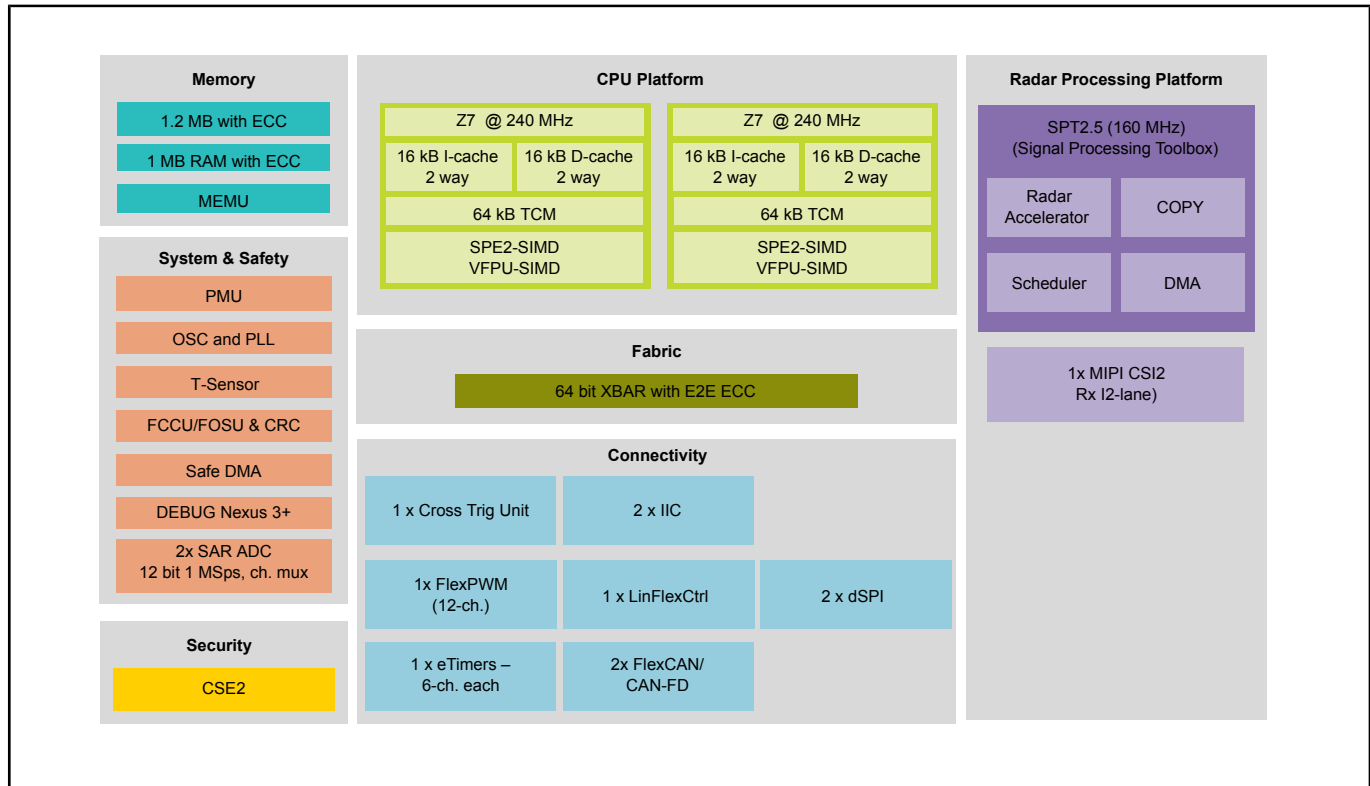 Memory
1.2 MB with ECC
1 MB RAM with ECC
MEMU
System & Safety
PMU
OSC and PLL
T-Sensor
FCCU/FOSU & CRC
Safe DMA
DEBUG Nexus 3+
2x SAR ADC
12 bit 1 MSps, ch. mux
Security
CSE2
CPU Platform
Z7 @ 240 MHz
16 kB I-cache
2 way
16 kB D-cache
2 way
64 kB TCM
SPE2-SIMD
VFPU-SIMD
Z7 @ 240 MHz
16 kB I-cache
2 way
16 kB D-cache
2 way
64 kB TCM
SPE2-SIMD
VFPU-SIMD
Fabric
64 bit XBAR with E2E ECC
Connectivity
1 x Cross Trig Unit
2 x IIC
1x FlexPWM
(12-ch.)
1 x LinFlexCtrl
2 x dSPI
1 x eTimers –
6-ch. each
2x FlexCAN/
CAN-FD
Radar Processing Platform
SPT2.5 (160 MHz)
(Signal Processing Toolbox)
Radar
Accelerator
COPY
Scheduler
DMA
1x MIPI CSI2
Rx I2-lane)